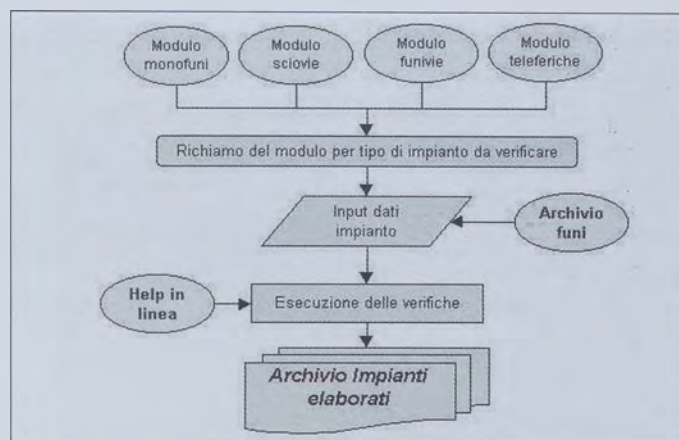 Modulo
monofuni
Modulo
sciovie
Modulo
funivie
Modulo
teleferiche
Richiamo del modulo per tipo di impianto da verificare
Input dati
impianto
Archivio
funi
Help in
linea
Esecuzione delle verifiche
Archivio Impianti
elaborati